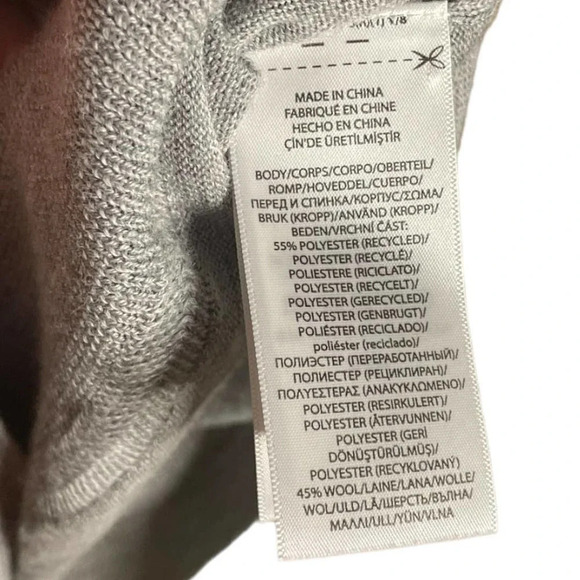 MADE IN CHINA
FABRIQUÉ EN CHINE
HECHO EN CHINA
ÇİN'DE ÜRETİLMİŞTİR
BODY/CORPS/CORPO/OBERTEIL/
ROMP/HOVEDDEL/CUERPO/
ПЕРЕД И СПИНКА/КОРПУС/ΣΩΜΑ/
BRUK (KROPP)/ANVÄND (KROPP)/
BEDEN/VRCHNÍ ČÁST:
55% POLYESTER (RECYCLED)/
POLYESTER (RECYCLÉ)/
POLIESTERE (RICICLATO)/
POLYESTER (RECYCELT)/
POLYESTER (GERECYCLED)/
POLYESTER (GENBRUGT)/
POLIÉSTER (RECICLADO)/
poliéster (reciclado)/
ПОЛИЭСТЕР (ПЕРЕРАБОТАННЫЙ)/
ПОЛИЕСТЕР (РЕЦИКЛИРАН)/
ΠΟΛΥΕΣΤΕΡΑΣ (ΑΝΑΚΥΚΛΩΜΕΝΟ)/
POLYESTER (RESIRKULERT)/
POLYESTER (ÅTERVUNNEN)/
POLYESTER (GERİ
DÖNÜŞTÜRÜLMÜŞ)/
POLYESTER (RECYKLOVANÝ)
45% WOOL/LAINE/LANA/WOLLE/
WOL/ULD/LÃ/ШЕРСТЬ/ВЪЛНА/
ΜΑΛΛΙ/ULL/YÜN/VLNA